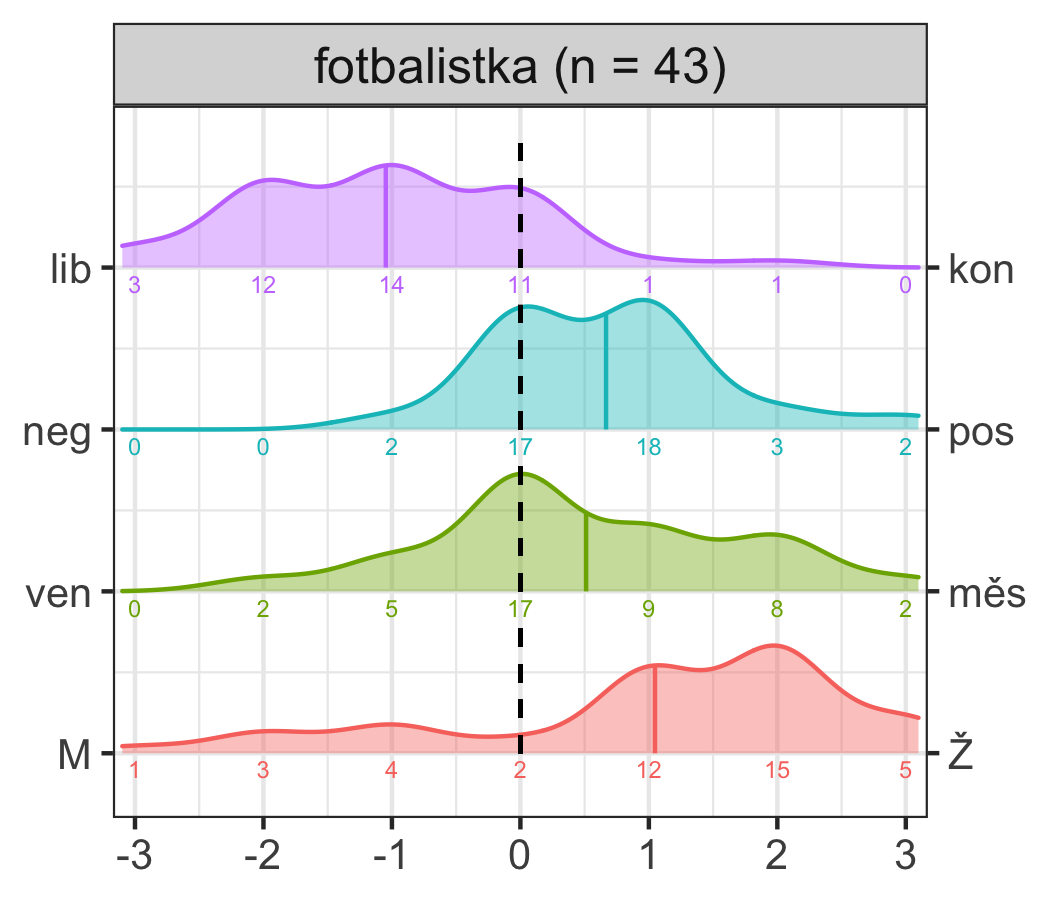 fotbalistka (n = 43)
lib kon
3 12 14 11 1 1 0
neg pos
0 0 2 17 18 3 2
ven měs
0 2 5 17 9 8 2
M Ž
1 3 4 2 12 15 5
-3 -2 -1 0 1 2 3